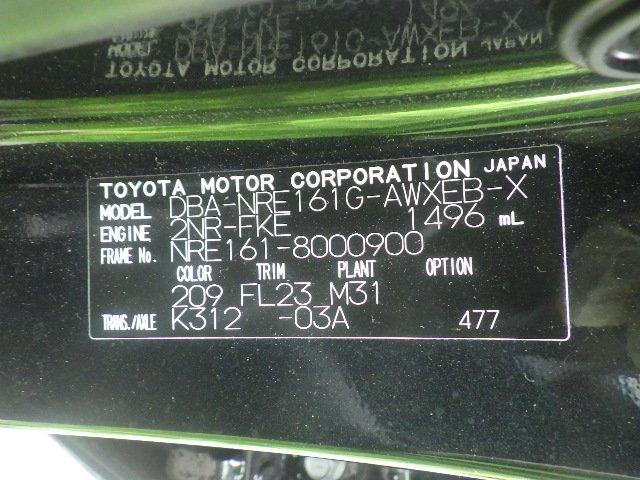 TOYOTA MOTOR CORPORATION JAPAN
MODEL DBA-NRE161G-AWXEB-X
ENGINE 2NR-FKE 1496 mL
FRAME No. NRE161-8000900
COLOR TRIM PLANT OPTION
209 FL23 M31
TRANS./AXLE K312 -03A 477